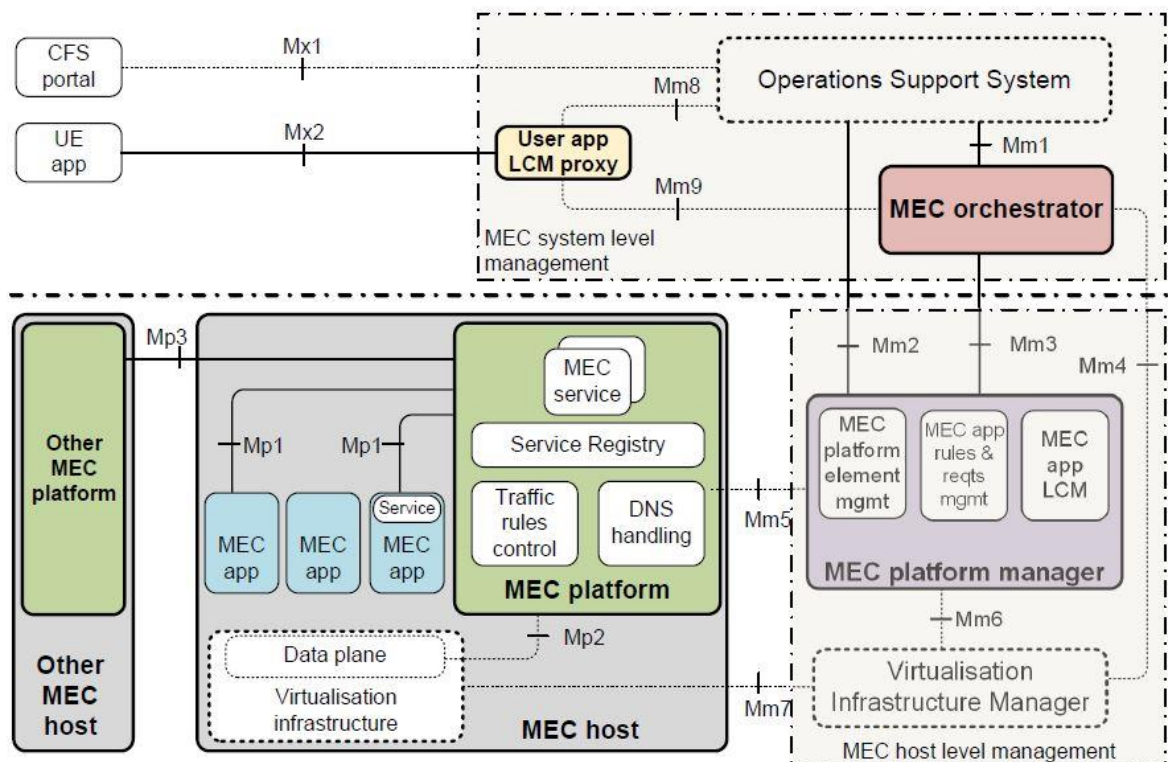 CFS
portal
Mx1
Operations Support System
Mm8
UE
app
Mx2
User app
LCM proxy
Mm1
Mm9
MEC orchestrator
MEC system level
management
Other
MEC
platform
Other
MEC
host
Mp3
MEC
service
Service Registry
Traffic
rules
control
DNS
handling
MEC platform
Mp1
Mp1
MEC
app
MEC
app
Service
MEC
app
Mp2
Data plane
Virtualisation
infrastructure
MEC host
Mm2
Mm3
Mm4
MEC
platform
element
mgmt
MEC app
rules &
reqts
mgmt
MEC
app
LCM
Mm5
MEC platform manager
Mm6
Virtualisation
Infrastructure Manager
Mm7
MEC host level management